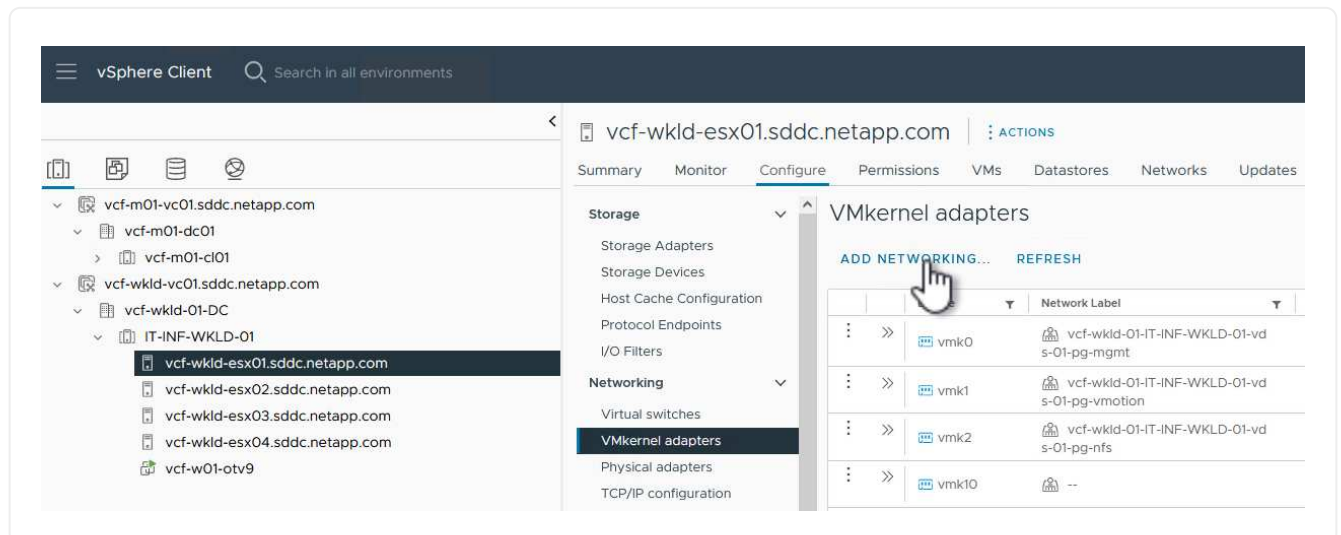 vSphere Client
Search in all environments
vcf-m01-vc01.sddc.netapp.com
vcf-m01-dc01
vcf-m01-cl01
vcf-wkld-vc01.sddc.netapp.com
vcf-wkld-01-DC
IT-INF-WKLD-01
vcf-wkld-esx01.sddc.netapp.com
vcf-wkld-esx02.sddc.netapp.com
vcf-wkld-esx03.sddc.netapp.com
vcf-wkld-esx04.sddc.netapp.com
vcf-w01-otv9
vcf-wkld-esx01.sddc.netapp.com
ACTIONS
Summary Monitor Configure Permissions VMs Datastores Networks Updates
Storage
Storage Adapters
Storage Devices
Host Cache Configuration
Protocol Endpoints
I/O Filters
Networking
Virtual switches
VMkernel adapters
Physical adapters
TCP/IP configuration
VMkernel adapters
ADD NETWORKING... REFRESH
Network Label
vmk0 vcf-wkld-01-IT-INF-WKLD-01-vd
s-01-pg-mgmt
vmk1 vcf-wkld-01-IT-INF-WKLD-01-vd
s-01-pg-vmotion
vmk2 vcf-wkld-01-IT-INF-WKLD-01-vd
s-01-pg-nfs
vmk10 --